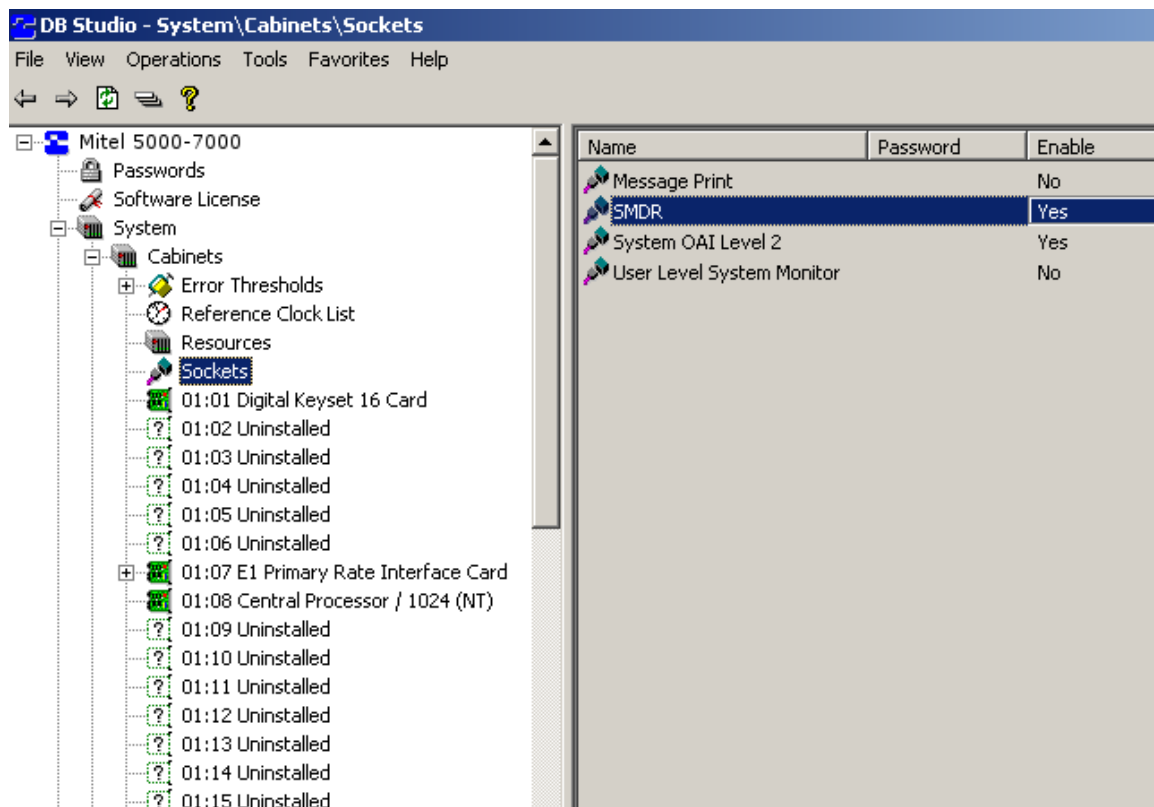 DB Studio - System\Cabinets\Sockets
File View Operations Tools Favorites Help
Mitel 5000-7000
Passwords
Software License
System
Cabinets
Error Thresholds
Reference Clock List
Resources
Sockets
01:01 Digital Keyset 16 Card
01:02 Uninstalled
01:03 Uninstalled
01:04 Uninstalled
01:05 Uninstalled
01:06 Uninstalled
01:07 E1 Primary Rate Interface Card
01:08 Central Processor / 1024 (NT)
01:09 Uninstalled
01:10 Uninstalled
01:11 Uninstalled
01:12 Uninstalled
01:13 Uninstalled
01:14 Uninstalled
01:15 Uninstalled
Name Password Enable
Message Print No
SMDR Yes
System OAI Level 2 Yes
User Level System Monitor No